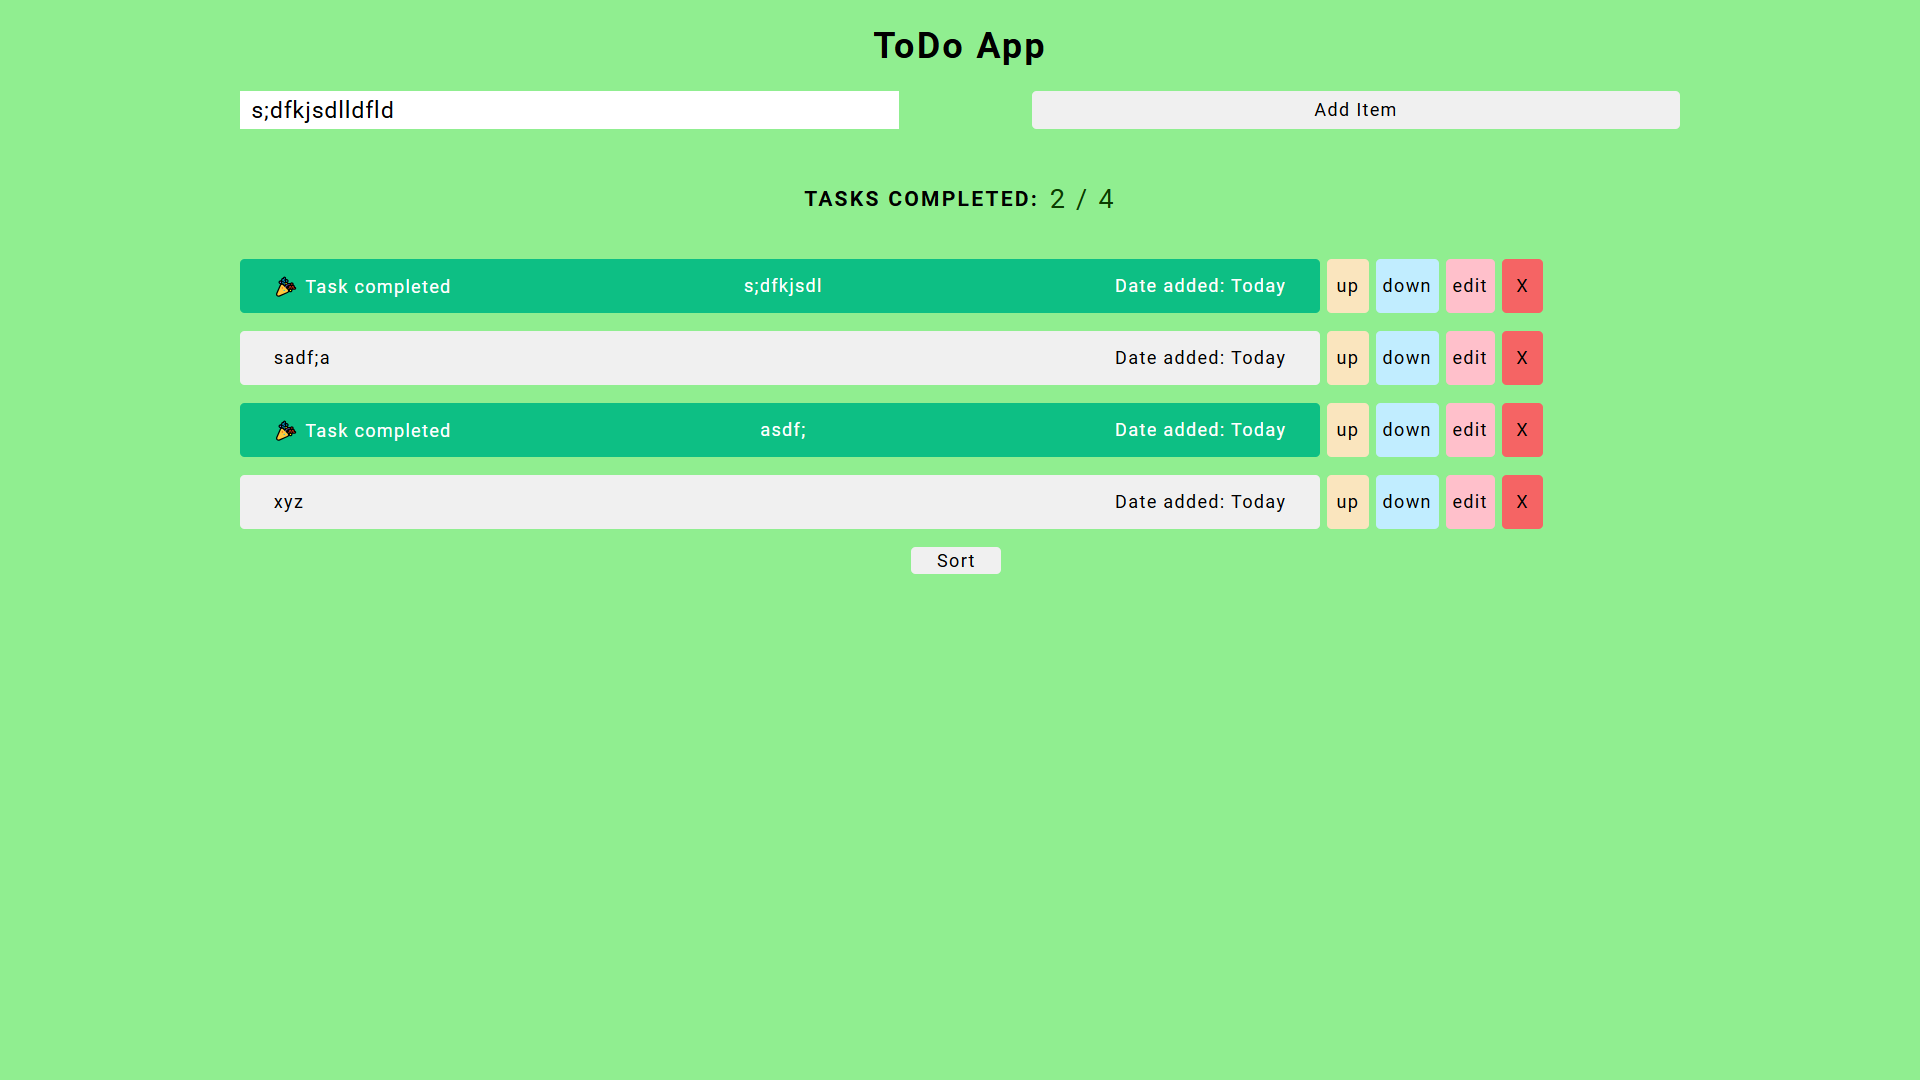 ToDo App
s;dfkjsdlldfld Add Item
TASKS COMPLETED: 2 / 4
🎉 Task completed s;dfkjsdl Date added: Today up down edit X
sadf;a Date added: Today up down edit X
🎉 Task completed asdf; Date added: Today up down edit X
xyz Date added: Today up down edit X
Sort